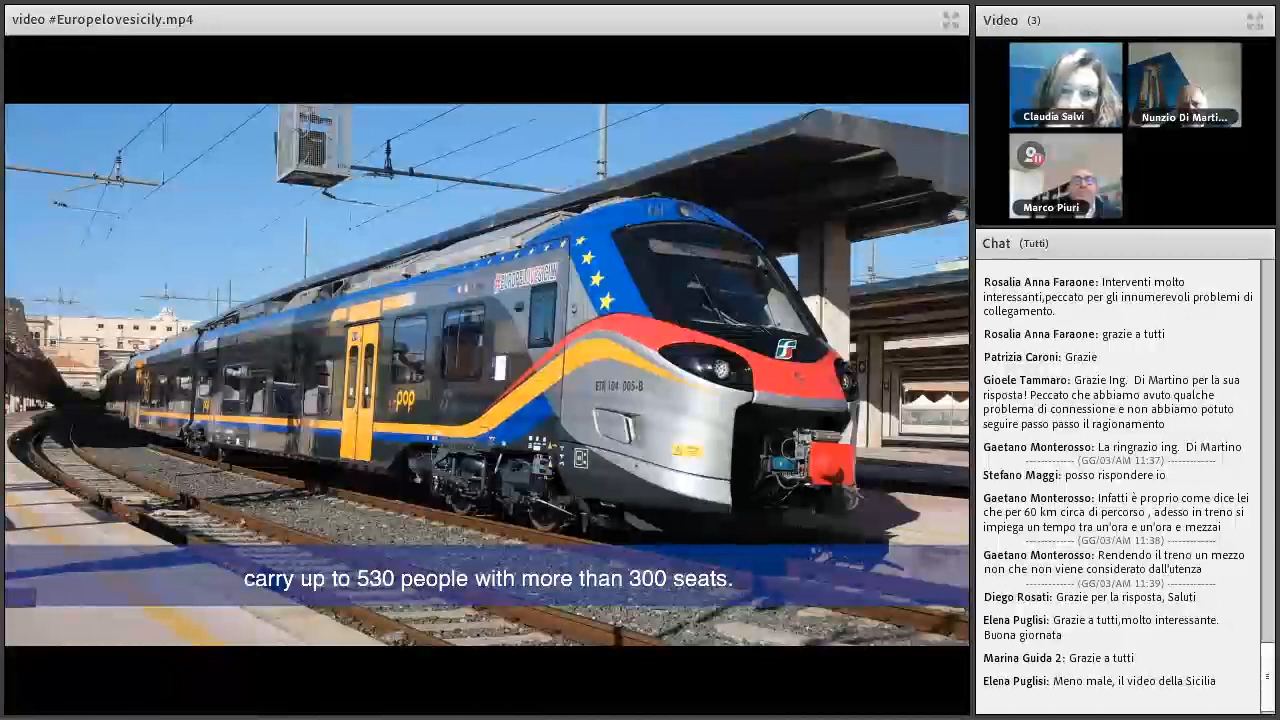 video #Europelovesicily.mp4
#EUROPELOVESICILY
pop
pop
ETR 104 005-B
carry up to 530 people with more than 300 seats.
Video (3)
Claudia Salvi
Nunzio Di Marti...
Marco Piuri
Chat (Tutti)
Rosalia Anna Faraone: Interventi molto
interessanti,peccato per gli innumerevoli problemi di
collegamento.
Rosalia Anna Faraone: grazie a tutti
Patrizia Caroni: Grazie
Gioele Tammaro: Grazie Ing. Di Martino per la sua
risposta! Peccato che abbiamo avuto qualche
problema di connessione e non abbiamo potuto
seguire passo passo il ragionamento
Gaetano Monterosso: La ringrazio ing. Di Martino
------------- (GG/03/AM 11:37) -------------
Stefano Maggi: posso rispondere io
Gaetano Monterosso: Infatti è proprio come dice lei
che per 60 km circa di percorso , adesso in treno si
impiega un tempo tra un'ora e un'ora e mezzai
------------- (GG/03/AM 11:38) -------------
Gaetano Monterosso: Rendendo il treno un mezzo
non che non viene considerato dall'utenza
------------- (GG/03/AM 11:39) -------------
Diego Rosati: Grazie per la risposta, Saluti
Elena Puglisi: Grazie a tutti,molto interessante.
Buona giornata
Marina Guida 2: Grazie a tutti
Elena Puglisi: Meno male, il video della Sicilia